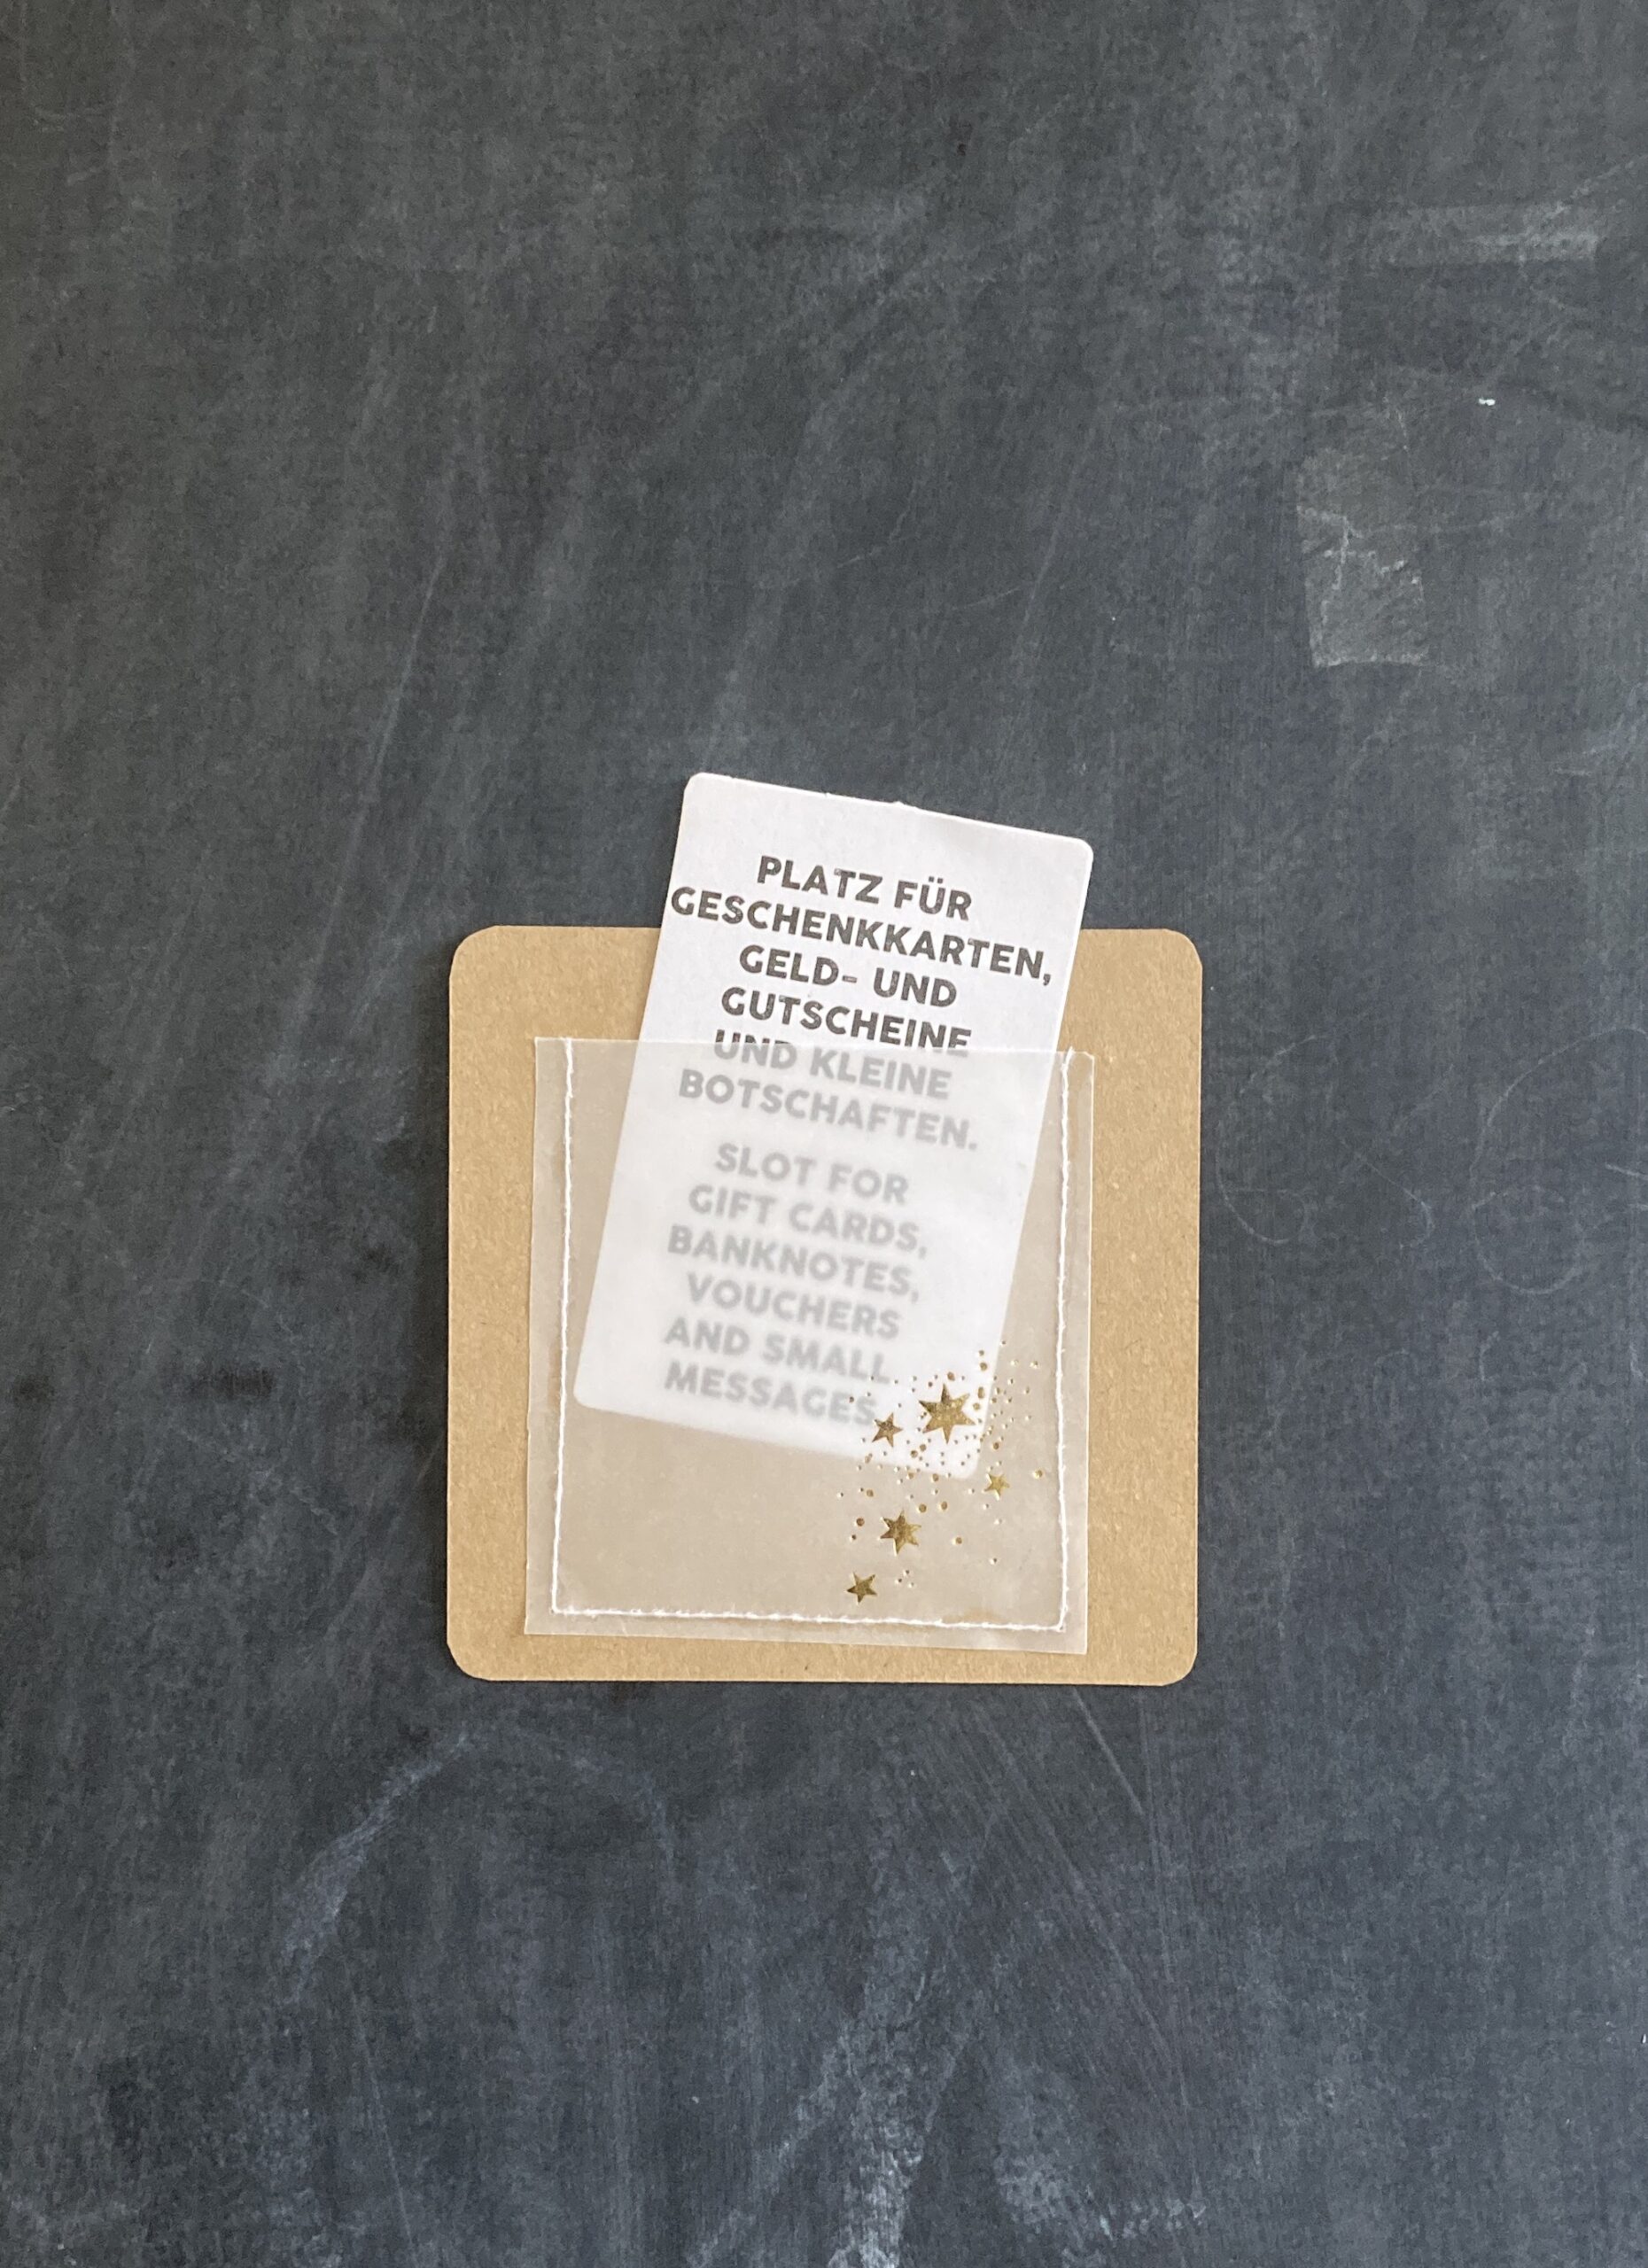 PLATZ FÜR
GESCHENKKARTEN,
GELD- UND
GUTSCHEINE
UND KLEINE
BOTSCHAFTEN.
SLOT FOR
GIFT CARDS,
BANKNOTES,
VOUCHERS
AND SMALL
MESSAGES.